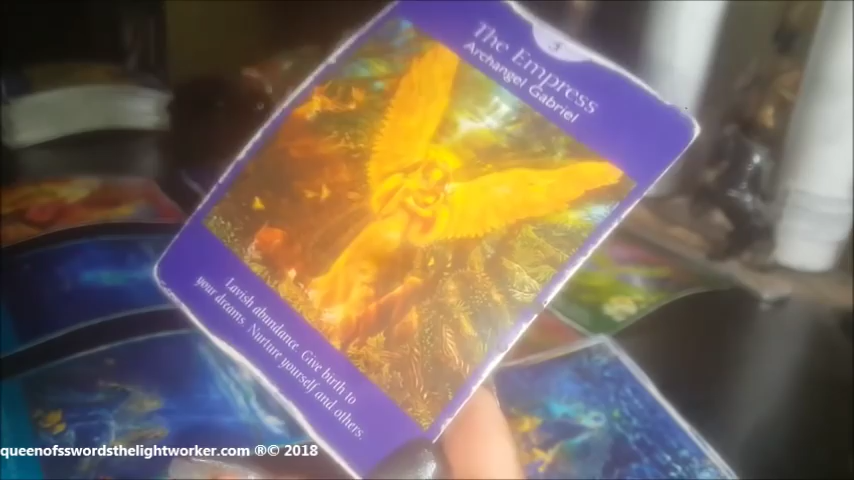 3
The Empress
Archangel Gabriel
Lavish abundance. Give birth to
your dreams. Nurture yourself and others.
queenofsswordsthelightworker.com ®© 2018